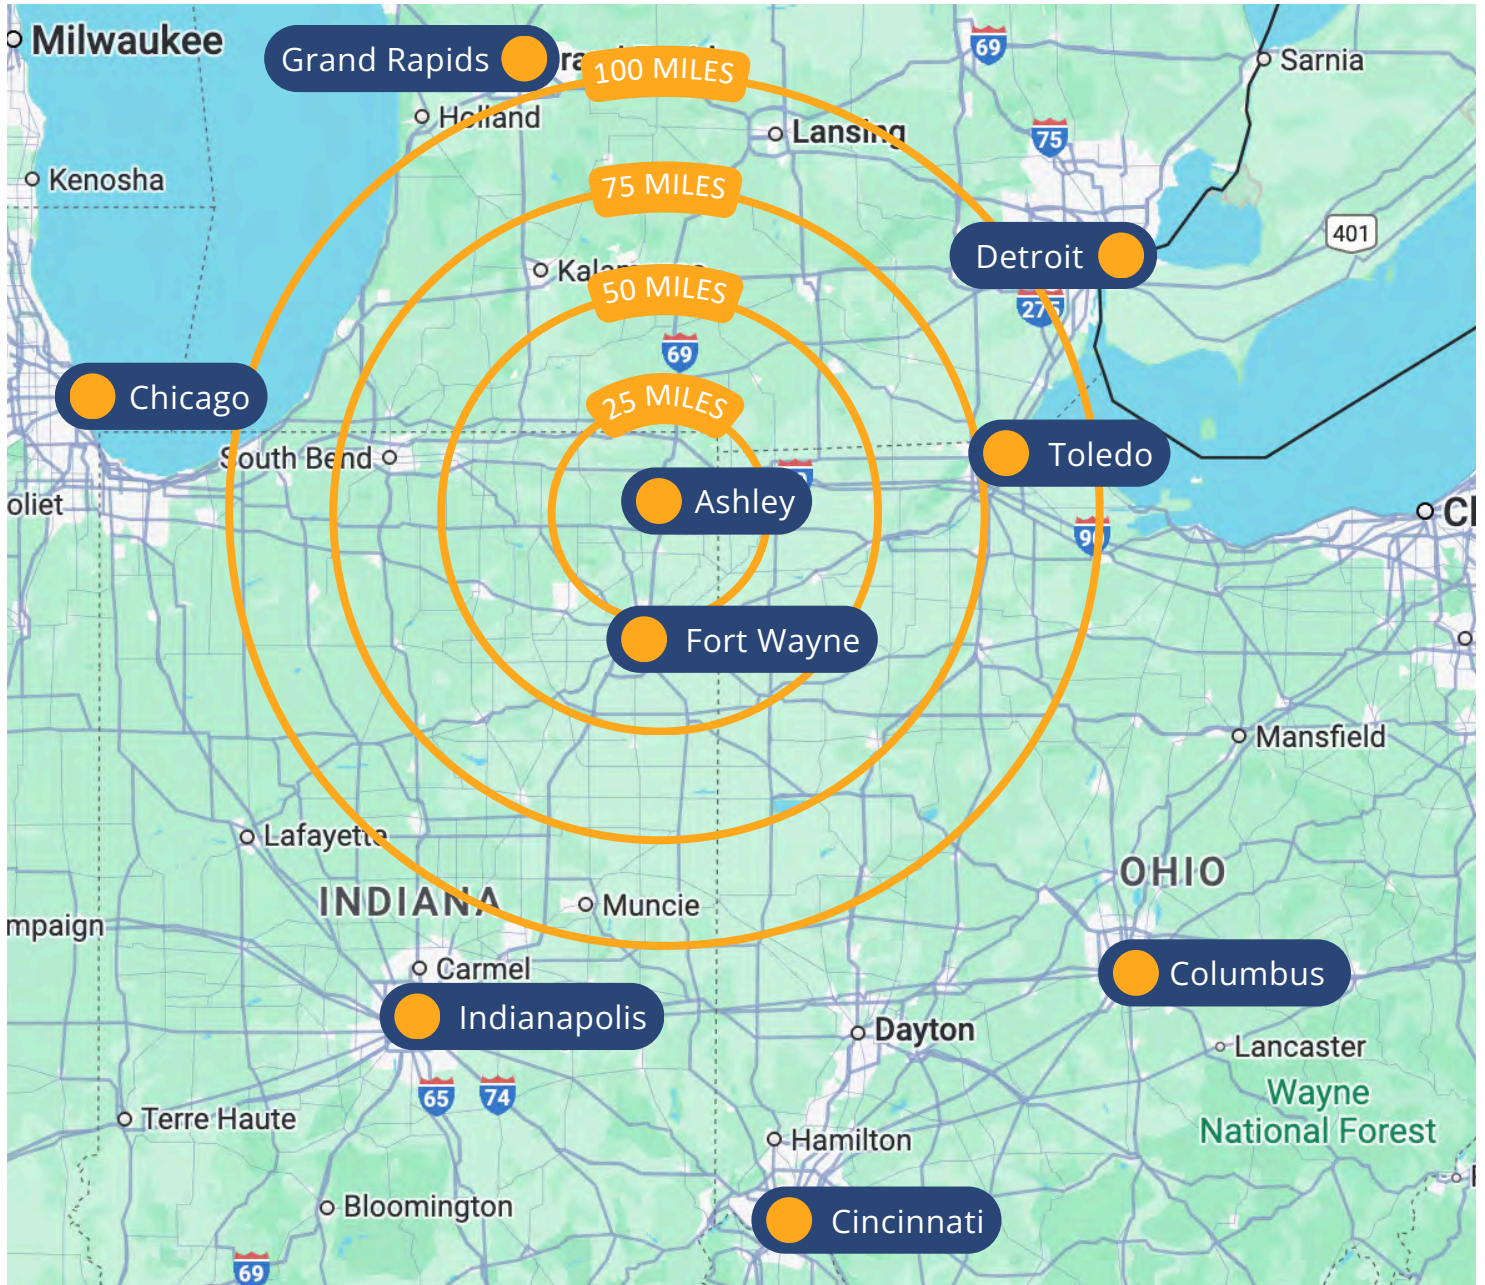 Milwaukee
Grand Rapids
100 MILES
69
Sarnia
Holland
Lansing
75
Kenosha
75 MILES
401
Detroit
50 MILES
275
69
Chicago
25 MILES
South Bend
Toledo
Ashley
oliet
90
Fort Wayne
Mansfield
Lafayette
OHIO
INDIANA
Muncie
mpaign
Carmel
Columbus
Indianapolis
Dayton
Lancaster
65
74
Wayne
National Forest
Terre Haute
Hamilton
Bloomington
Cincinnati
69